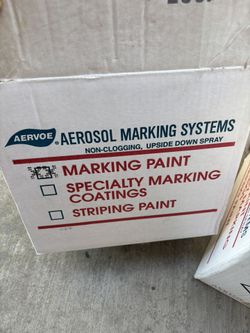 AERVOE® AEROSOL MARKING SYSTEMS
NON-CLOGGING, UPSIDE DOWN SPRAY
MARKING PAINT
SPECIALTY MARKING
COATINGS
STRIPING PAINT